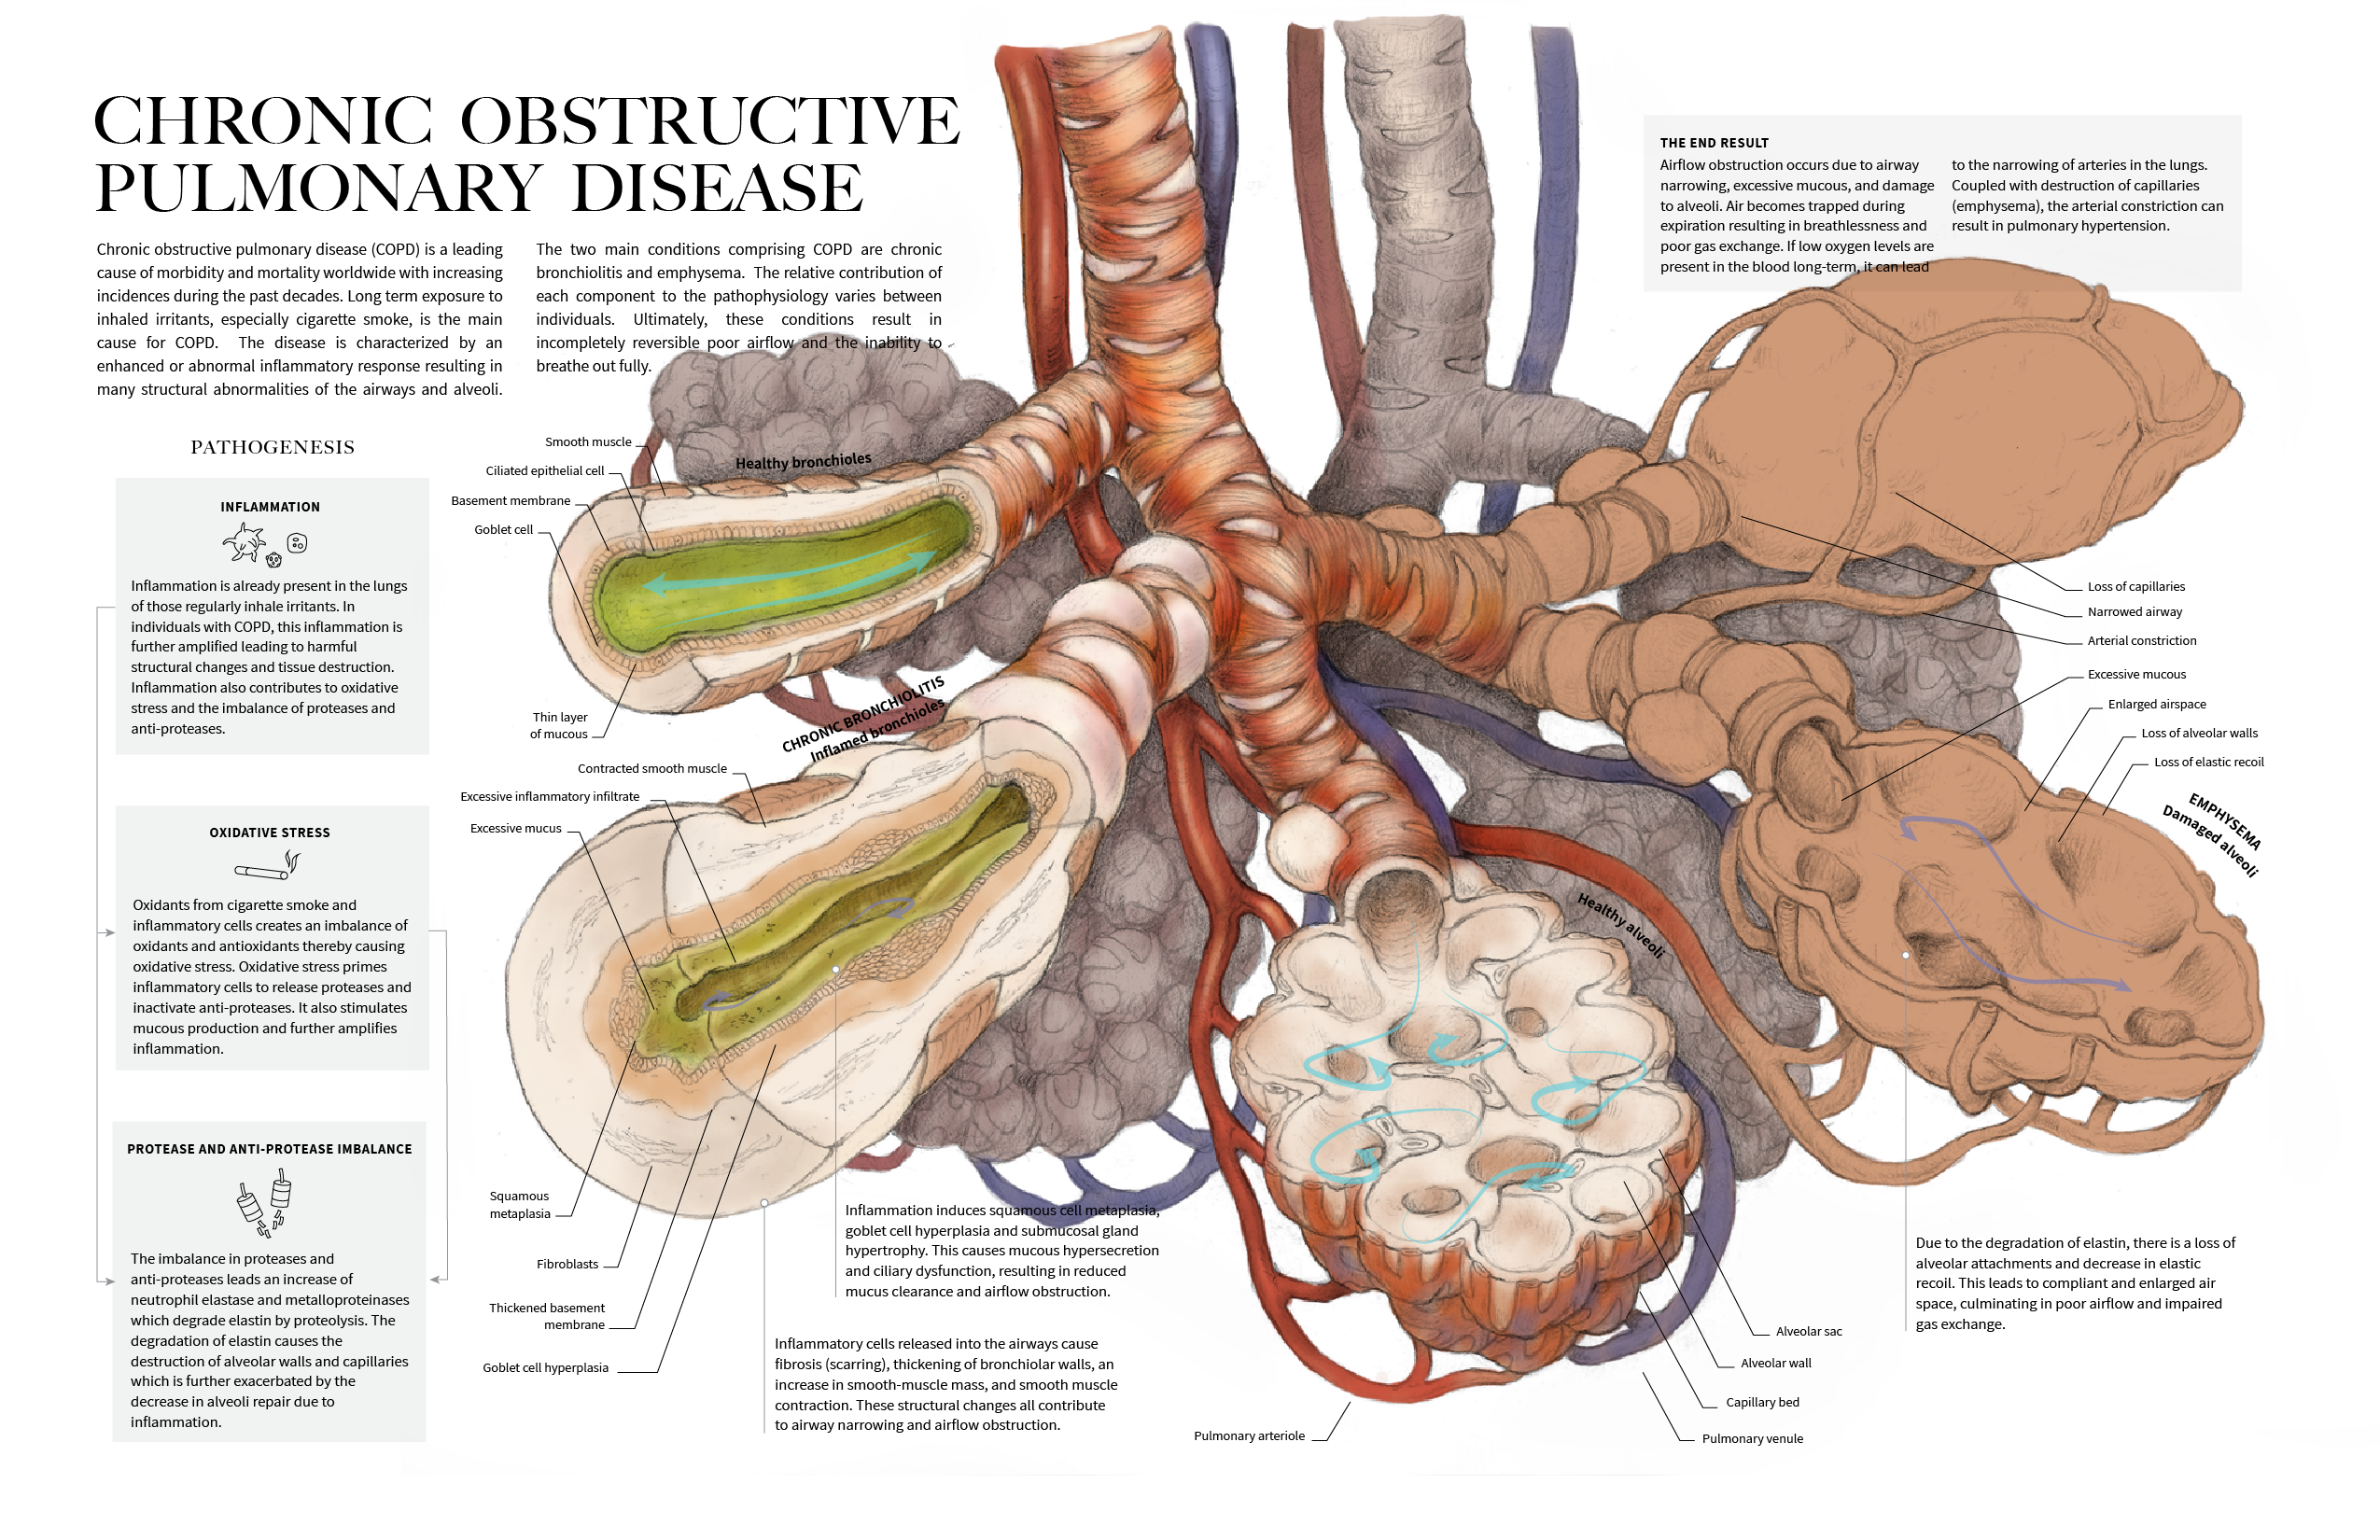 CHRONIC OBSTRUCTIVE
PULMONARY DISEASE
Chronic obstructive pulmonary disease (COPD) is a leading
cause of morbidity and mortality worldwide with increasing
incidences during the past decades. Long term exposure to
inhaled irritants, especially cigarette smoke, is the main
cause for COPD. The disease is characterized by an
enhanced or abnormal inflammatory response resulting in
many structural abnormalities of the airways and alveoli.
The two main conditions comprising COPD are chronic
bronchiolitis and emphysema. The relative contribution of
each component to the pathophysiology varies between
individuals. Ultimately, these conditions result in
incompletely reversible poor airflow and the inability to
breathe out fully.
THE END RESULT
Airflow obstruction occurs due to airway
narrowing, excessive mucous, and damage
to alveoli. Air becomes trapped during
expiration resulting in breathlessness and
poor gas exchange. If low oxygen levels are
present in the blood long-term, it can lead
to the narrowing of arteries in the lungs.
Coupled with destruction of capillaries
(emphysema), the arterial constriction can
result in pulmonary hypertension.
PATHOGENESIS
INFLAMMATION
Inflammation is already present in the lungs
of those regularly inhale irritants. In
individuals with COPD, this inflammation is
further amplified leading to harmful
structural changes and tissue destruction.
Inflammation also contributes to oxidative
stress and the imbalance of proteases and
anti-proteases.
OXIDATIVE STRESS
Oxidants from cigarette smoke and
inflammatory cells creates an imbalance of
oxidants and antioxidants thereby causing
oxidative stress. Oxidative stress primes
inflammatory cells to release proteases and
inactivate anti-proteases. It also stimulates
mucous production and further amplifies
inflammation.
PROTEASE AND ANTI-PROTEASE IMBALANCE
The imbalance in proteases and
anti-proteases leads an increase of
neutrophil elastase and metalloproteinases
which degrade elastin by proteolysis. The
degradation of elastin causes the
destruction of alveolar walls and capillaries
which is further exacerbated by the
decrease in alveoli repair due to
inflammation.
Healthy bronchioles
Smooth muscle
Ciliated epithelial cell
Basement membrane
Goblet cell
Thin layer
of mucous
CHRONIC BRONCHIOLITIS
Inflamed bronchioles
Contracted smooth muscle
Excessive inflammatory infiltrate
Excessive mucus
Squamous
metaplasia
Fibroblasts
Thickened basement
membrane
Goblet cell hyperplasia
Inflammation induces squamous cell metaplasia,
goblet cell hyperplasia and submucosal gland
hypertrophy. This causes mucous hypersecretion
and ciliary dysfunction, resulting in reduced
mucus clearance and airflow obstruction.
Inflammatory cells released into the airways cause
fibrosis (scarring), thickening of bronchiolar walls, an
increase in smooth-muscle mass, and smooth muscle
contraction. These structural changes all contribute
to airway narrowing and airflow obstruction.
Healthy alveoli
Alveolar sac
Alveolar wall
Capillary bed
Pulmonary venule
Pulmonary arteriole
Loss of capillaries
Narrowed airway
Arterial constriction
Excessive mucous
Enlarged airspace
Loss of alveolar walls
Loss of elastic recoil
EMPHYSEMA
Damaged alveoli
Due to the degradation of elastin, there is a loss of
alveolar attachments and decrease in elastic
recoil. This leads to compliant and enlarged air
space, culminating in poor airflow and impaired
gas exchange.